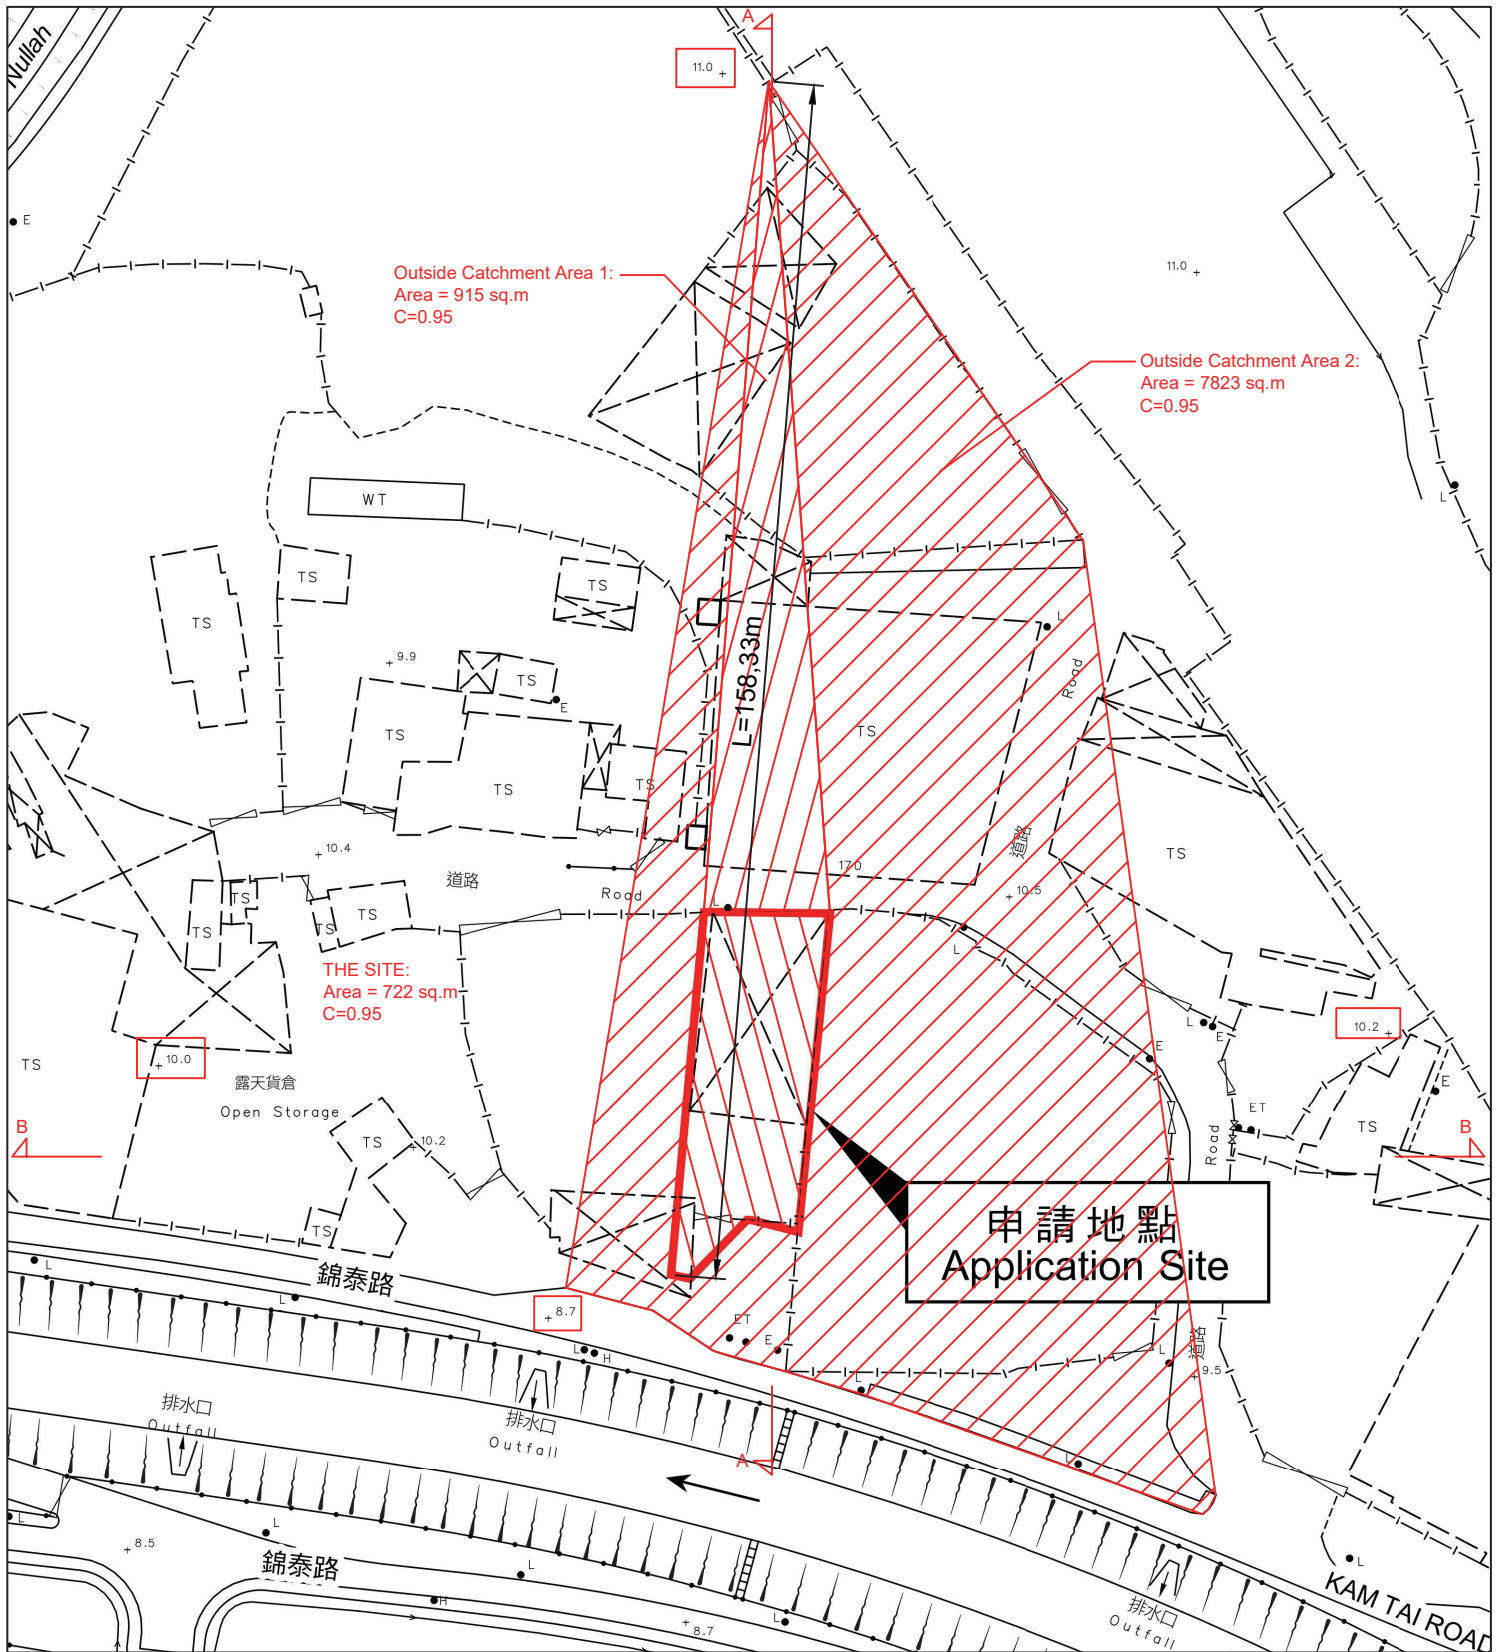 Nullah
A
11.0
E
11.0
Outside Catchment Area 1:
Area = 915 sq.m
C=0.95
Outside Catchment Area 2:
Area = 7823 sq.m
C=0.95
L
WT
TS
TS
TS
L
9.9
TS
E
Road
L=158,33m
TS
TS
TS
TS
17.0
道路
TS
10.4
道路
Road
10.5
TS
TS
TS
TS
L
L
THE SITE:
Area = 722 sq.m
C=0.95
10.0
TS
露天貨倉
Open Storage
L
E
10.2
E
E
ET
TS
Road
B
B
TS
10.2
TS
申請地點
Application Site
錦泰路
L
L
8.7
ET
E
L
H
L
L
道路
9.5
排水口
Outfall
排水口
Outfall
A
L
L
L
8.5
錦泰路
L
H
L
8.7
排水口
Outfall
L
KAM TAI ROAD